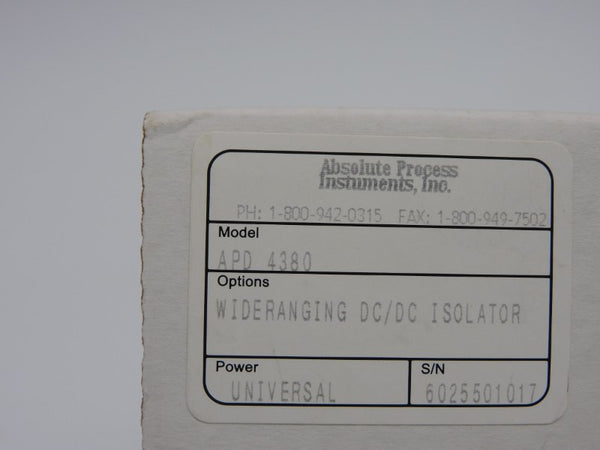 Absolute Process
Instuments, Inc.
PH: 1-800-942-0315 FAX: 1-800-949-7502
Model
APD 4380
Options
WIDERANGING DC/DC ISOLATOR
Power
UNIVERSAL
S/N
6025501017